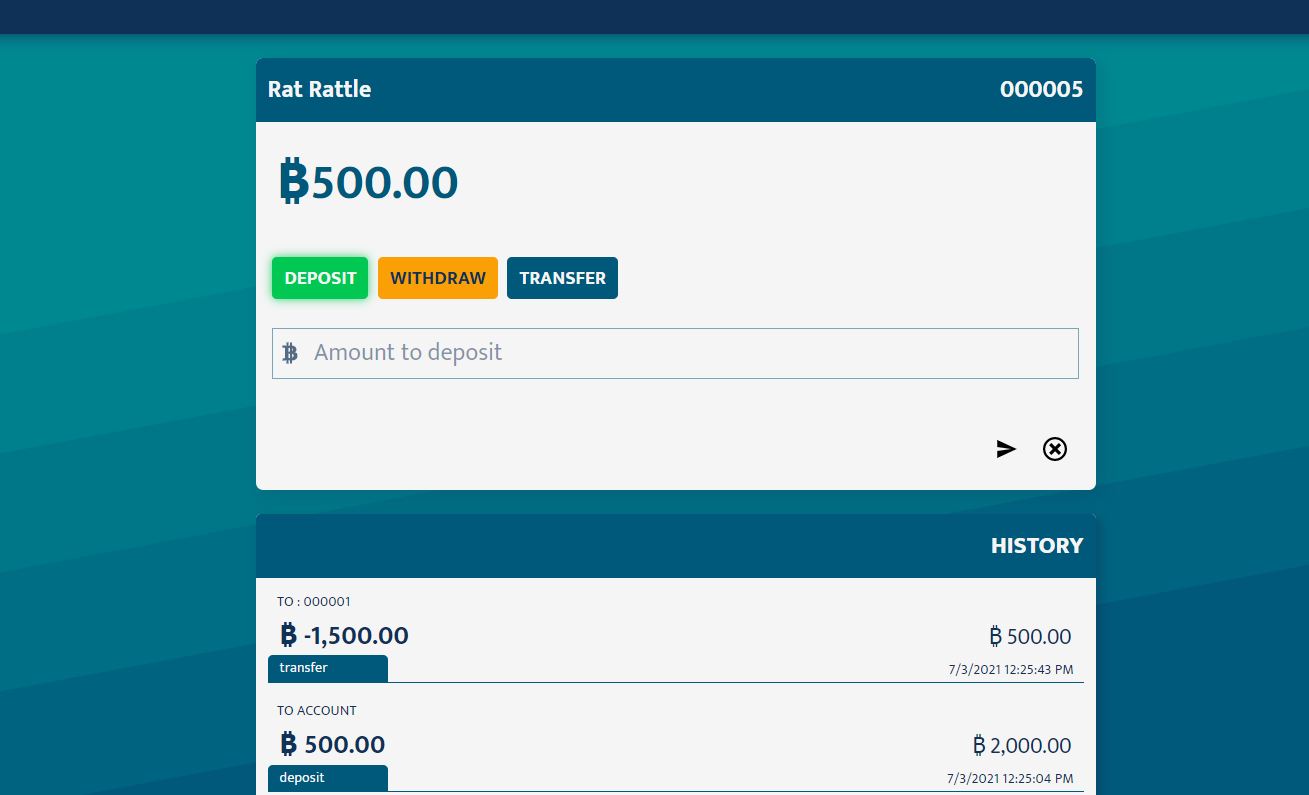 Rat Rattle 000005
₿500.00
DEPOSIT WITHDRAW TRANSFER
₿ Amount to deposit
HISTORY
TO : 000001
₿ -1,500.00 ₿ 500.00
transfer 7/3/2021 12:25:43 PM
TO ACCOUNT
₿ 500.00 ₿ 2,000.00
deposit 7/3/2021 12:25:04 PM